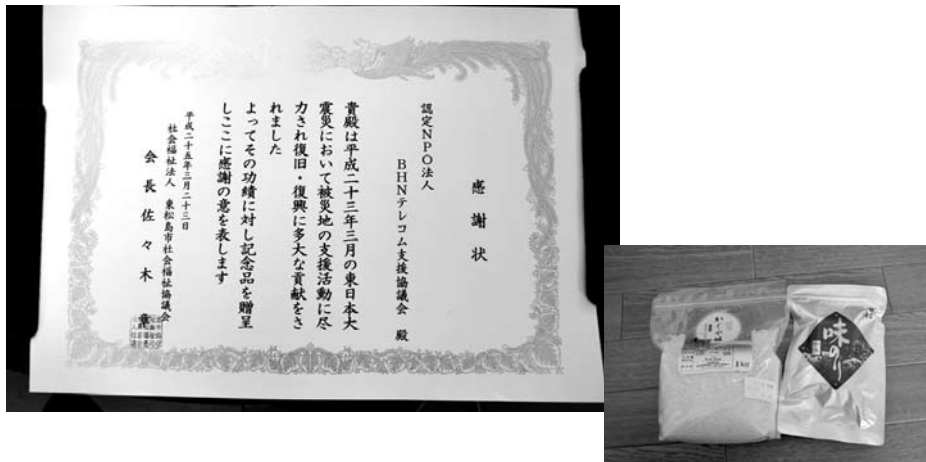 感謝状
認定NPO法人
BHNテレコム支援協議会 殿
貴殿は平成二十三年三月の東日本大
震災において被災地の支援活動に尽
力され復旧・復興に多大な貢献をさ
れました
よってその功績に対し記念品を贈呈
しここに感謝の意を表します
平成二十五年三月二十三日
社会福祉法人 東松島市社会福祉協議会
会長 佐々木 章
味のり
1kg